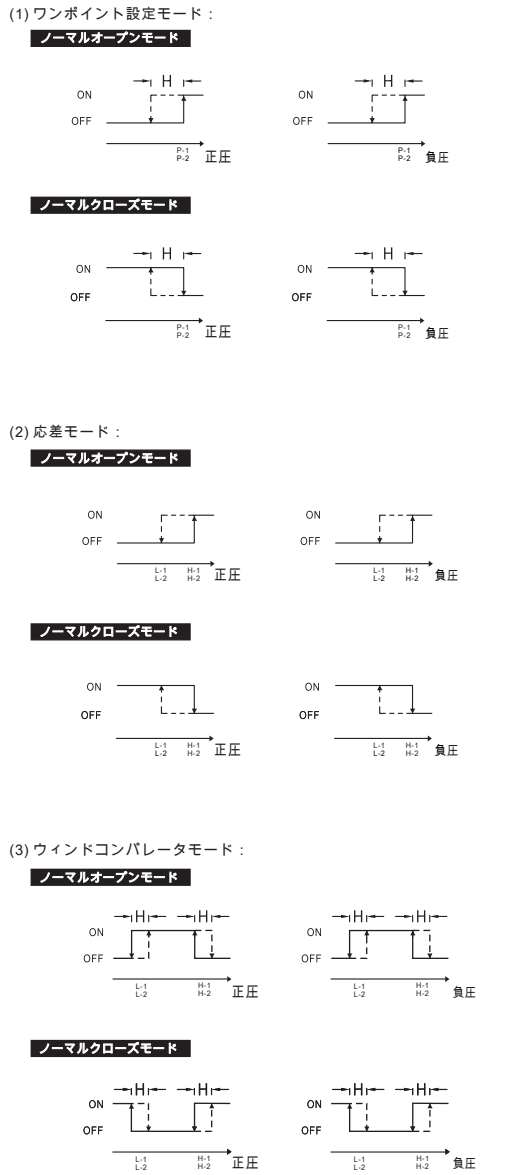 (1) ワンポイント設定モード：
ノーマルオープンモード
H H
ON ON
OFF OFF
P-1 P-1
P-2 正圧 P-2 負圧
ノーマルクローズモード
H H
ON ON
OFF OFF
P-1 P-1
P-2 正圧 P-2 負圧
(2) 応差モード：
ノーマルオープンモード
ON ON
OFF OFF
L-1 H-1 L-1 H-1
L-2 H-2 正圧 L-2 H-2 負圧
ノーマルクローズモード
ON ON
OFF OFF
L-1 H-1 L-1 H-1
L-2 H-2 正圧 L-2 H-2 負圧
(3) ウィンドコンパレータモード：
ノーマルオープンモード
H H H H
ON ON
OFF OFF
L-1 H-1 L-1 H-1
L-2 H-2 正圧 L-2 H-2 負圧
ノーマルクローズモード
H H H H
ON ON
OFF OFF
L-1 H-1 L-1 H-1
L-2 H-2 正圧 L-2 H-2 負圧